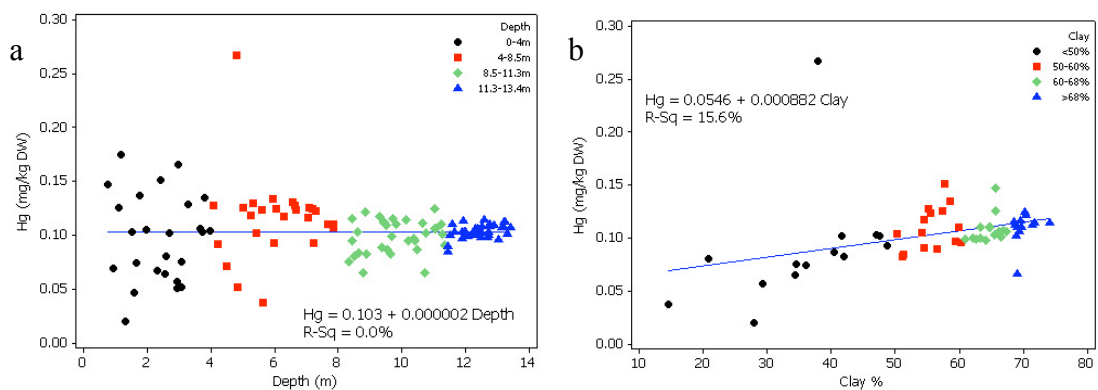 a
Hg (mg/kg DW)
0.30
0.25
0.20
0.15
0.10
0.05
0.00
Depth
0-4m
4-8.5m
8.5-11.3m
11.3-13.4m
Hg = 0.103 + 0.000002 Depth
R-Sq = 0.0%
0 2 4 6 8 10 12 14
Depth (m)
b
Hg (mg/kg DW)
0.30
0.25
0.20
0.15
0.10
0.05
0.00
Clay
<50%
50-60%
60-68%
>68%
Hg = 0.0546 + 0.000882 Clay
R-Sq = 15.6%
10 20 30 40 50 60 70 80
Clay %